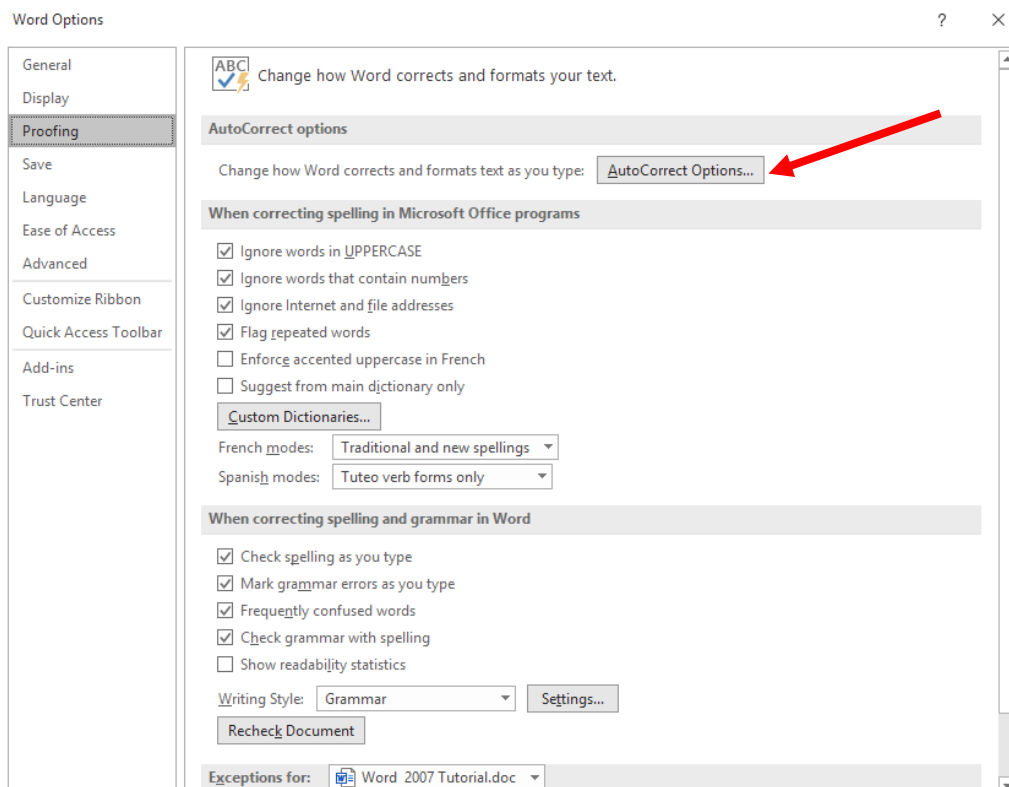 Word Options
?
General
Display
Proofing
Save
Language
Ease of Access
Advanced
Customize Ribbon
Quick Access Toolbar
Add-ins
Trust Center
ABC
Change how Word corrects and formats your text.
AutoCorrect options
Change how Word corrects and formats text as you type:
AutoCorrect Options...
When correcting spelling in Microsoft Office programs
Ignore words in UPPERCASE
Ignore words that contain numbers
Ignore Internet and file addresses
Flag repeated words
Enforce accented uppercase in French
Suggest from main dictionary only
Custom Dictionaries...
French modes: Traditional and new spellings
Spanish modes: Tuteo verb forms only
When correcting spelling and grammar in Word
Check spelling as you type
Mark grammar errors as you type
Frequently confused words
Check grammar with spelling
Show readability statistics
Writing Style: Grammar Settings...
Recheck Document
Exceptions for: Word 2007 Tutorial.doc